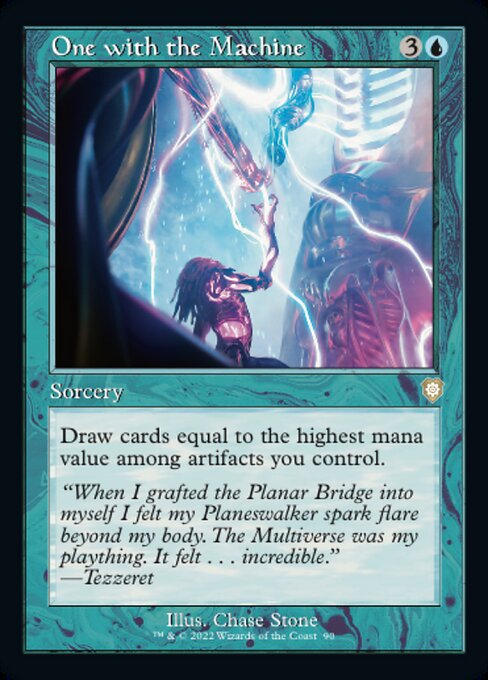 One with the Machine 3
Sorcery
Draw cards equal to the highest mana
value among artifacts you control.
“When I grafted the Planar Bridge into
myself I felt my Planeswalker spark flare
beyond my body. The Multiverse was my
plaything. It felt . . . incredible.”
—Tezzeret
Illus. Chase Stone
™ & © 2022 Wizards of the Coast 90